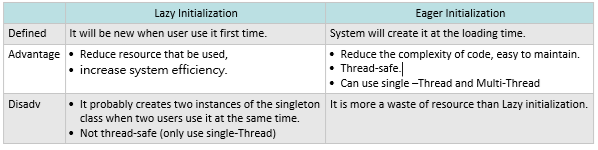 Lazy Initialization Eager Initialization
Defined It will be new when user use it first time. System will create it at the loading time.
Advantage • Reduce resource that be used,
• increase system efficiency.
• Reduce the complexity of code, easy to maintain.
• Thread-safe.
• Can use single –Thread and Multi-Thread
Disadv • It probably creates two instances of the singleton
class when two users use it at the same time.
• Not thread-safe (only use single-Thread)
It is more a waste of resource than Lazy initialization.